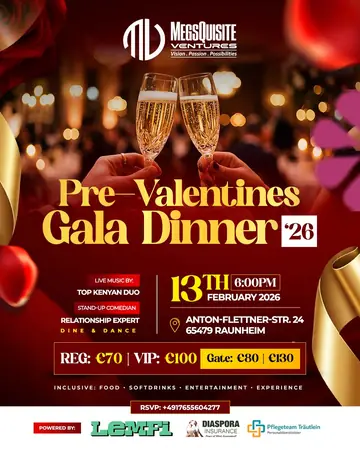 MEGSQUISITE
VENTURES
Vision . Passion . Possibilities
Pre-Valentines
Gala Dinner '26
LIVE MUSIC BY:
TOP KENYAN DUO
STAND-UP COMEDIAN
RELATIONSHIP EXPERT
DINE & DANCE
13TH 6:00PM
FEBRUARY 2026
ANTON-FLETTNER-STR. 24
65479 RAUNHEIM
REG: €70 | VIP: €100 Gate: €80 | €130
INCLUSIVE: FOOD • SOFTDRINKS • ENTERTAINMENT • EXPERIENCE
RSVP: +4917655604277
POWERED BY:
LEMFI
DIASPORA
INSURANCE
Pflegeteam Träutlein